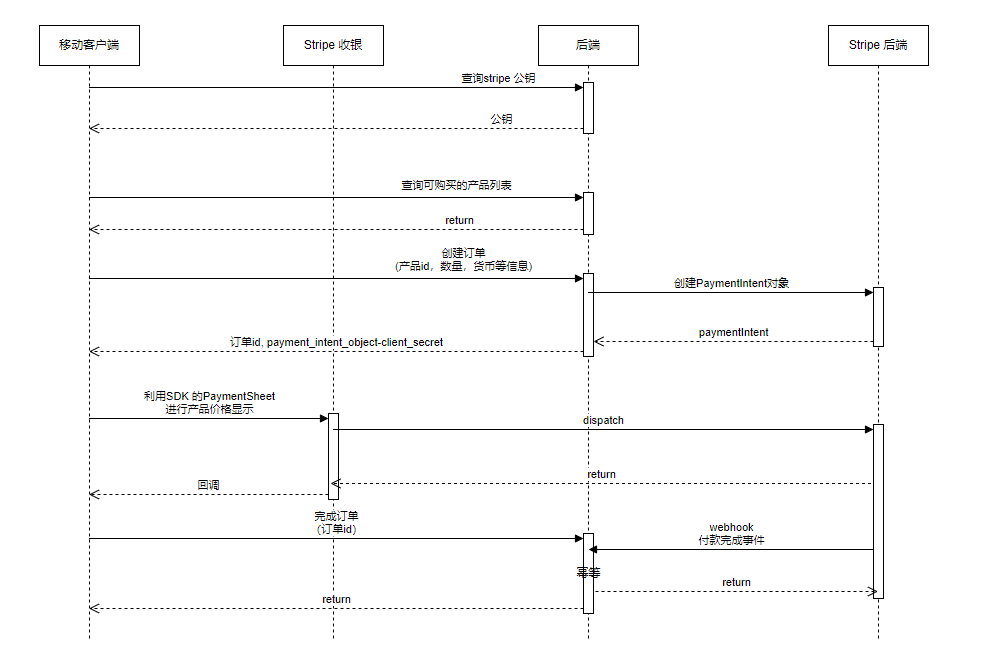 移动客户端
Stripe 收银
后端
Stripe 后端
查询stripe 公钥
公钥
查询可购买的产品列表
return
创建订单
(产品id，数量，货币等信息)
创建PaymentIntent对象
paymentIntent
订单id, payment_intent_object-client_secret
利用SDK 的PaymentSheet
进行产品价格显示
dispatch
return
回调
完成订单
（订单id）
webhook
付款完成事件
幂等
return
return